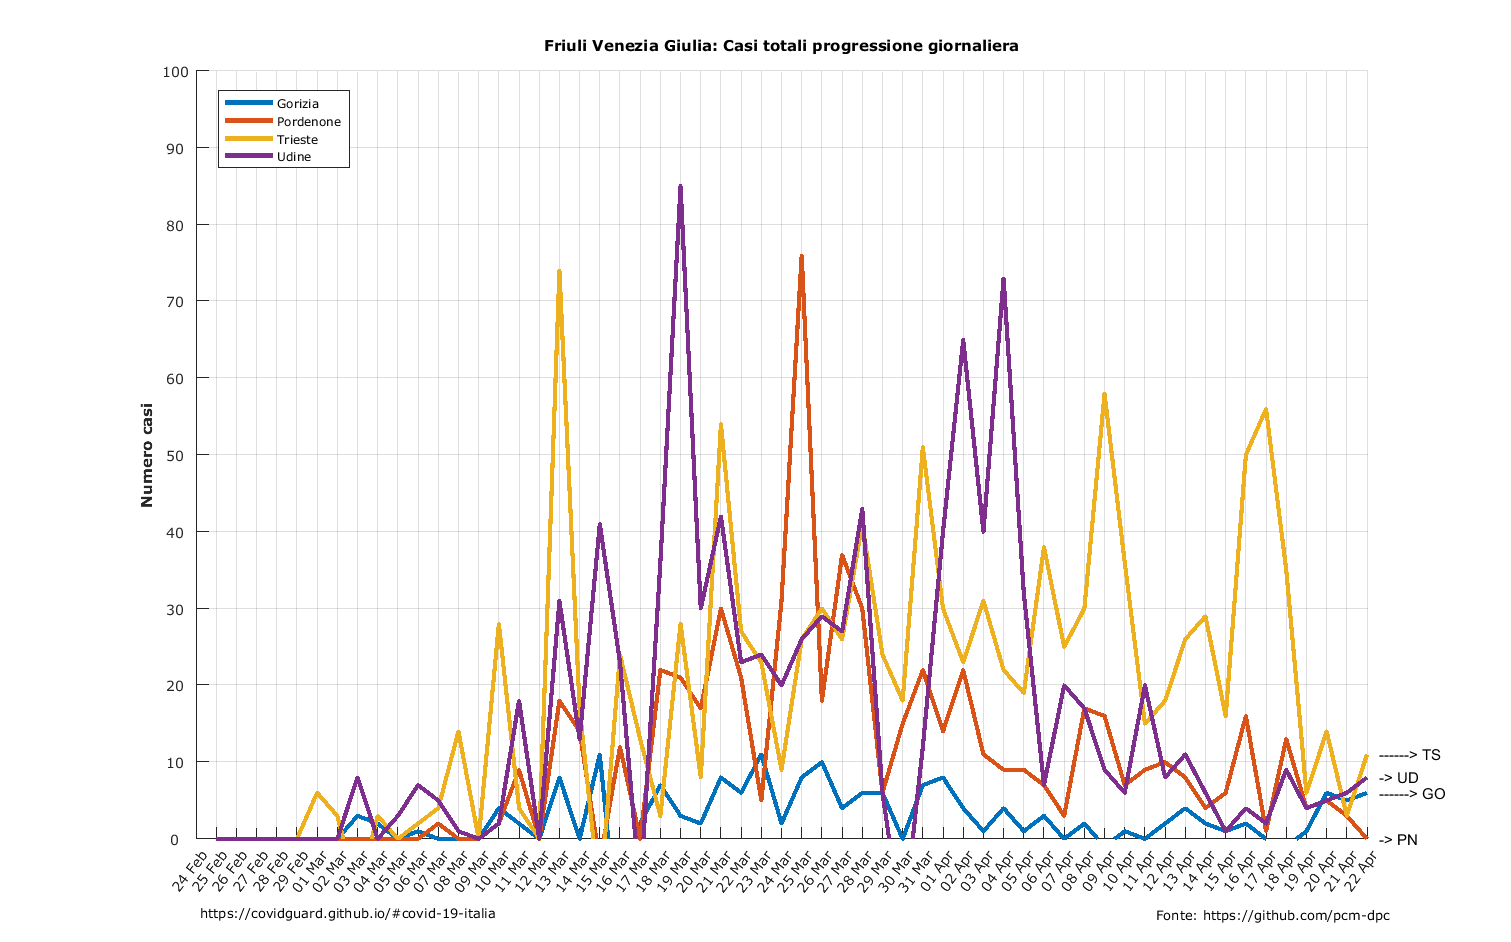 Friuli Venezia Giulia: Casi totali progressione giornaliera
100
90
80
70
60
50
40
30
20
10
0
Numero casi
Gorizia
Pordenone
Trieste
Udine
------> TS
-> UD
------> GO
-> PN
24 Feb
25 Feb
26 Feb
27 Feb
28 Feb
29 Feb
01 Mar
02 Mar
03 Mar
04 Mar
05 Mar
06 Mar
07 Mar
08 Mar
09 Mar
10 Mar
11 Mar
12 Mar
13 Mar
14 Mar
15 Mar
16 Mar
17 Mar
18 Mar
19 Mar
20 Mar
21 Mar
22 Mar
23 Mar
24 Mar
25 Mar
26 Mar
27 Mar
28 Mar
29 Mar
30 Mar
31 Mar
01 Apr
02 Apr
03 Apr
04 Apr
05 Apr
06 Apr
07 Apr
08 Apr
09 Apr
10 Apr
11 Apr
12 Apr
13 Apr
14 Apr
15 Apr
16 Apr
17 Apr
18 Apr
19 Apr
20 Apr
21 Apr
22 Apr
https://covidguard.github.io/#covid-19-italia
Fonte: https://github.com/pcm-dpc